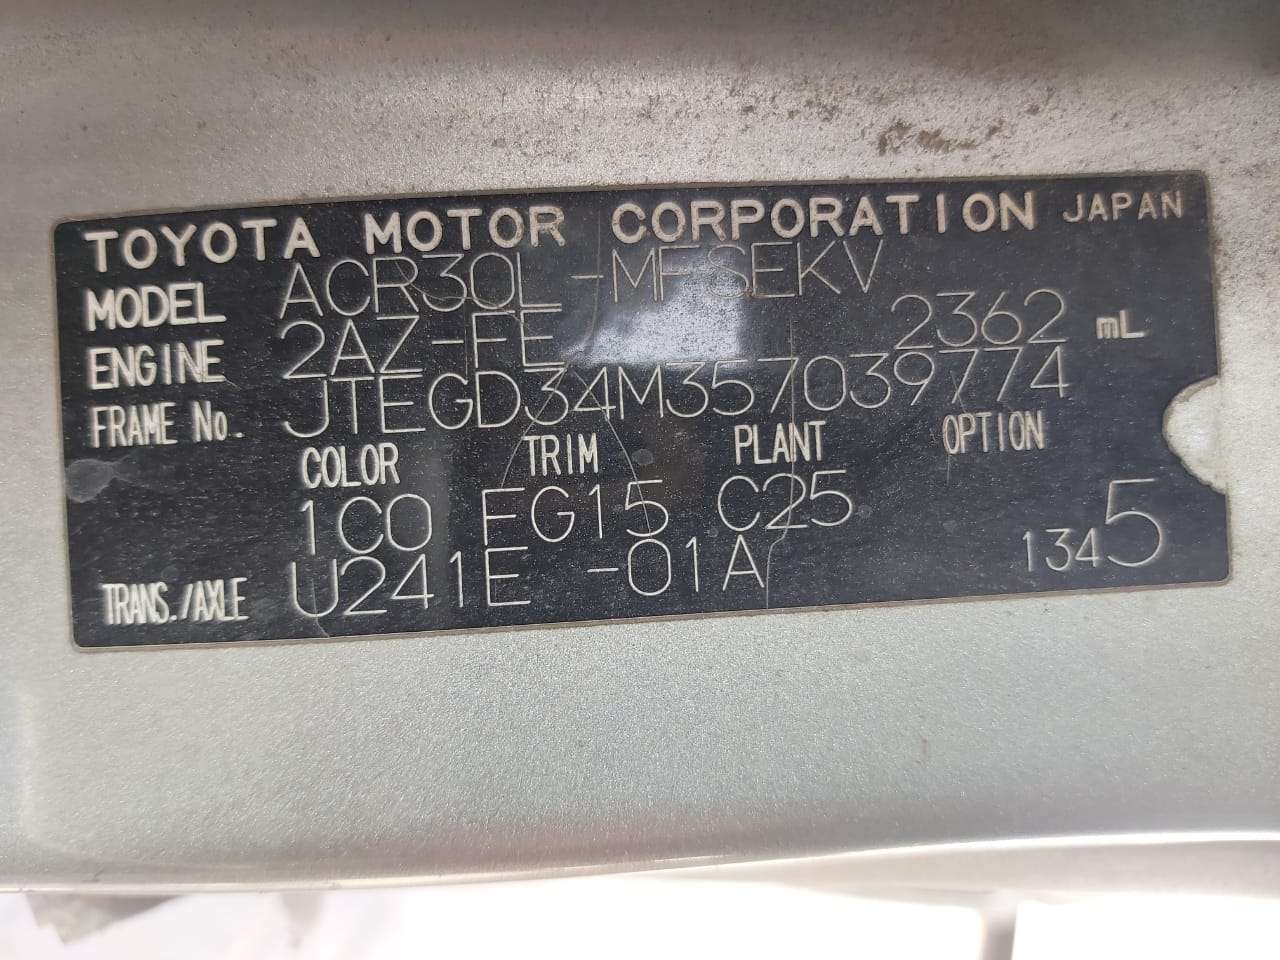 TOYOTA MOTOR CORPORATION JAPAN
MODEL ACR30L-MFSEKV
ENGINE 2AZ-FE 2362 mL
FRAME No. JTEGD34M357039774
COLOR TRIM PLANT OPTION
1C0 FG15 C25
TRANS./AXLE U241E -01A 1345